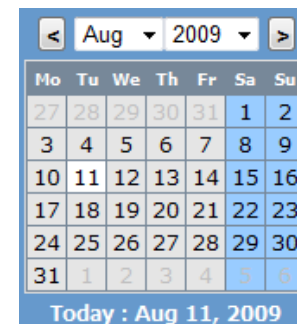 < Aug 2009 >
Mo Tu We Th Fr Sa Su
27 28 29 30 31 1 2
3 4 5 6 7 8 9
10 11 12 13 14 15 16
17 18 19 20 21 22 23
24 25 26 27 28 29 30
31 1 2 3 4 5 6
Today : Aug 11, 2009